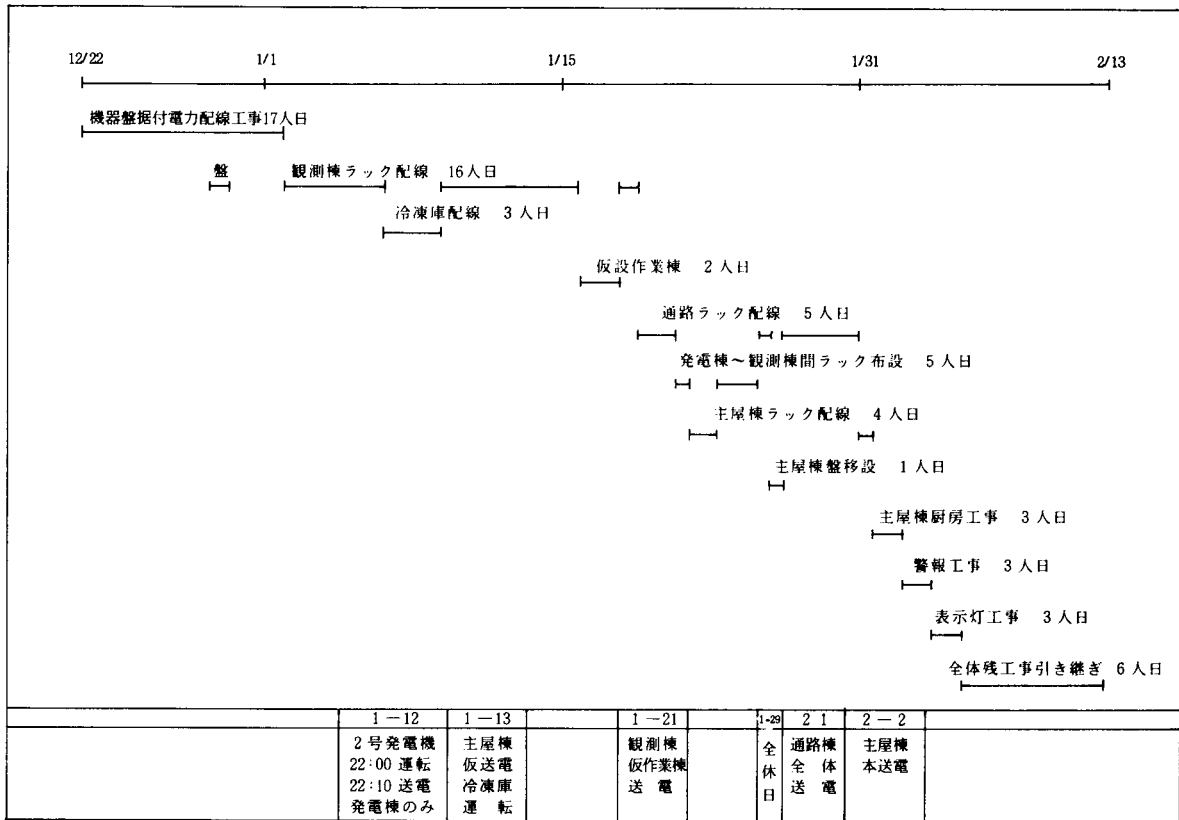 12/22 1/1 1/15 1/31 2/13
機器盤据付電力配線工事17人日
盤 観測棟ラック配線 16人日
冷凍庫配線 3人日
仮設作業棟 2人日
通路ラック配線 5人日
発電棟～観測棟間ラック布設 5人日
主屋棟ラック配線 4人日
主屋棟盤移設 1人日
主屋棟厨房工事 3人日
警報工事 3人日
表示灯工事 3人日
全体残工事引き継ぎ 6人日
1－12
2号発電機
22:00 運転
22:10 送電
発電棟のみ
1－13
主屋棟
仮送電
冷凍庫
運転
1－21
観測棟
仮作業棟
送電
1-29
全休日
2 1
通路棟
全体
送電
2－2
主屋棟
本送電